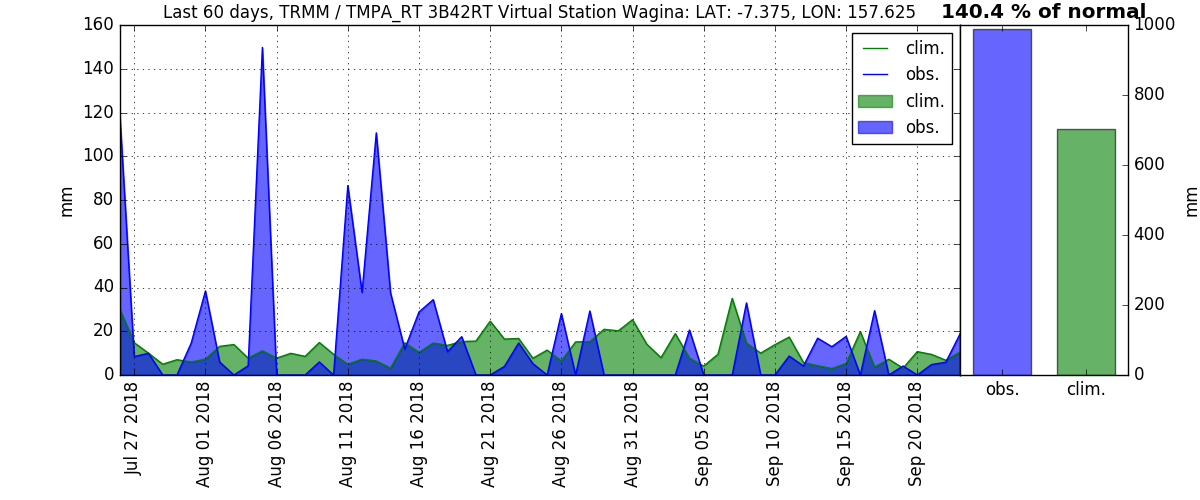 Last 60 days, TRMM / TMPA_RT 3B42RT Virtual Station Wagina: LAT: -7.375, LON: 157.625
140.4 % of normal
160
140
120
100
80
60
40
20
0
mm
clim.
obs.
clim.
obs.
1000
800
600
400
200
0
mm
Jul 27 2018
Aug 01 2018
Aug 06 2018
Aug 11 2018
Aug 16 2018
Aug 21 2018
Aug 26 2018
Aug 31 2018
Sep 05 2018
Sep 10 2018
Sep 15 2018
Sep 20 2018
obs.
clim.